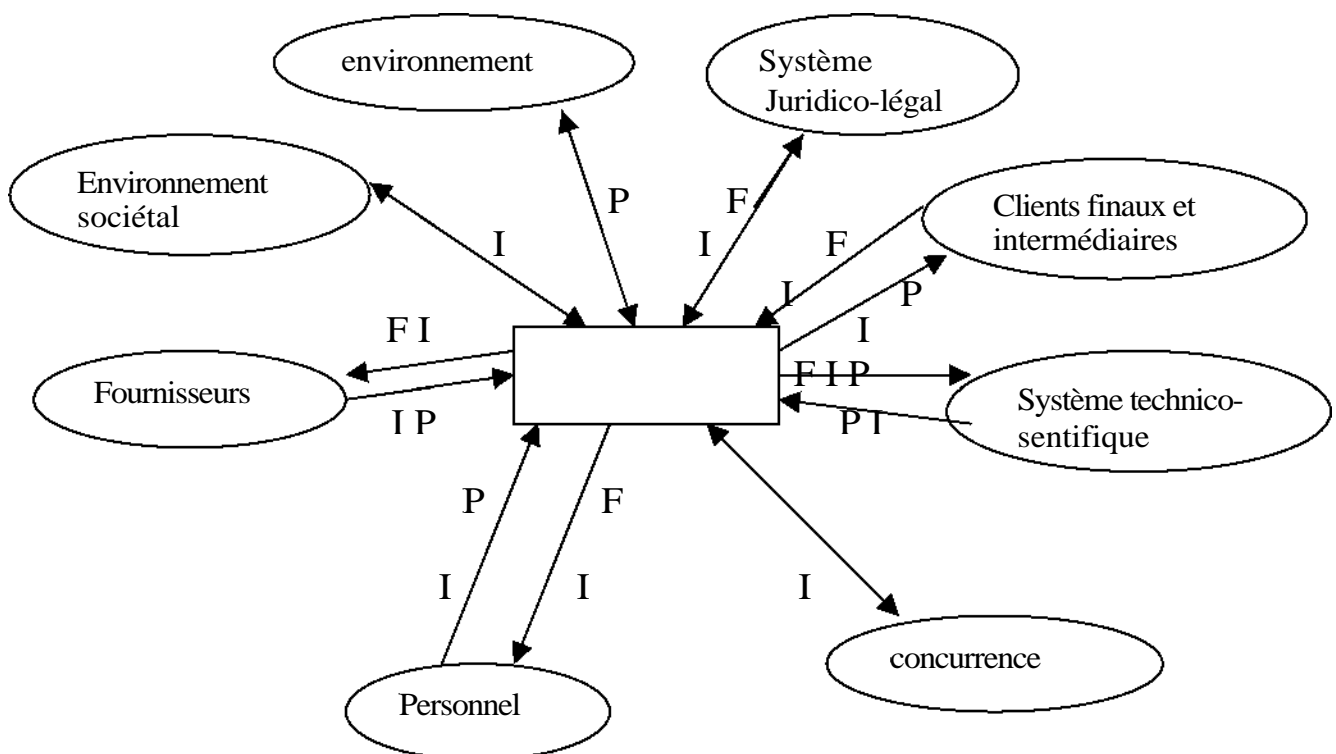 environnement
Système
Juridico-légal
Environnement
sociétal
P
F
I
I
Clients finaux et
intermédiaires
F
I
P
I
F I
Fournisseurs
I P
F I P
P I
Système technico-
sentifique
P
F
I
I
I
concurrence
Personnel